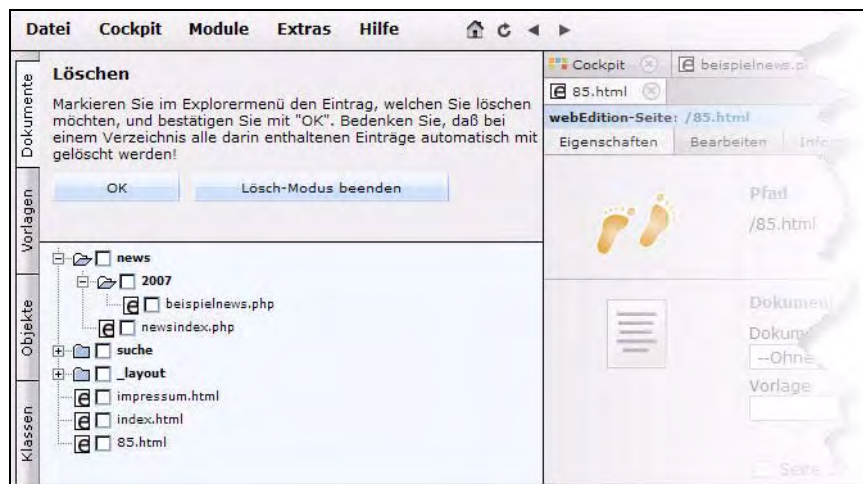 Datei Cockpit Module Extras Hilfe
Dokumente
Vorlagen
Objekte
Klassen
Löschen
Markieren Sie im Explorermenü den Eintrag, welchen Sie löschen
möchten, und bestätigen Sie mit "OK". Bedenken Sie, daß bei
einem Verzeichnis alle darin enthaltenen Einträge automatisch mit
gelöscht werden!
OK Lösch-Modus beenden
news
2007
beispielnews.php
newsindex.php
suche
_layout
impressum.html
index.html
85.html
Cockpit beispielnews.p
85.html
webEdition-Seite: /85.html
Eigenschaften Bearbeiten
Pfad
/85.html
--Ohne
Vorlage
Seite